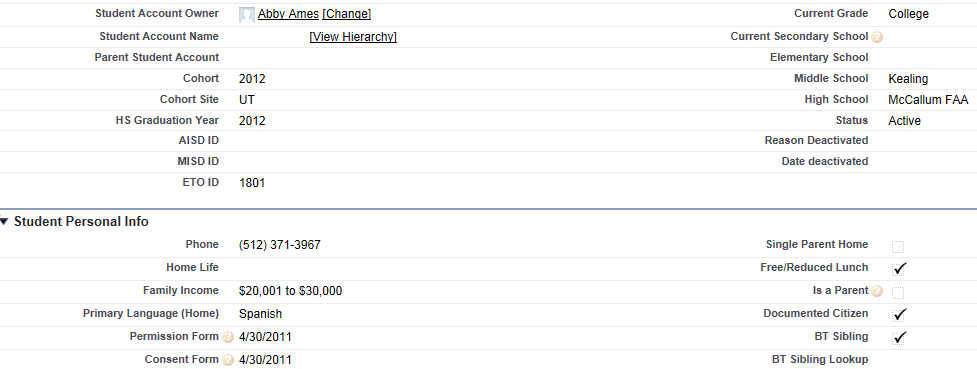 Student Account Owner Abby Ames [Change] Current Grade College
Student Account Name [View Hierarchy] Current Secondary School ?
Parent Student Account Elementary School
Cohort 2012 Middle School Kealing
Cohort Site UT High School McCallum FAA
HS Graduation Year 2012 Status Active
AISD ID Reason Deactivated
MISD ID Date deactivated
ETO ID 1801
Student Personal Info
Phone (512) 371-3967 Single Parent Home
Home Life Free/Reduced Lunch
Family Income $20,001 to $30,000 Is a Parent ?
Primary Language (Home) Spanish Documented Citizen
Permission Form ? 4/30/2011 BT Sibling
Consent Form ? 4/30/2011 BT Sibling Lookup